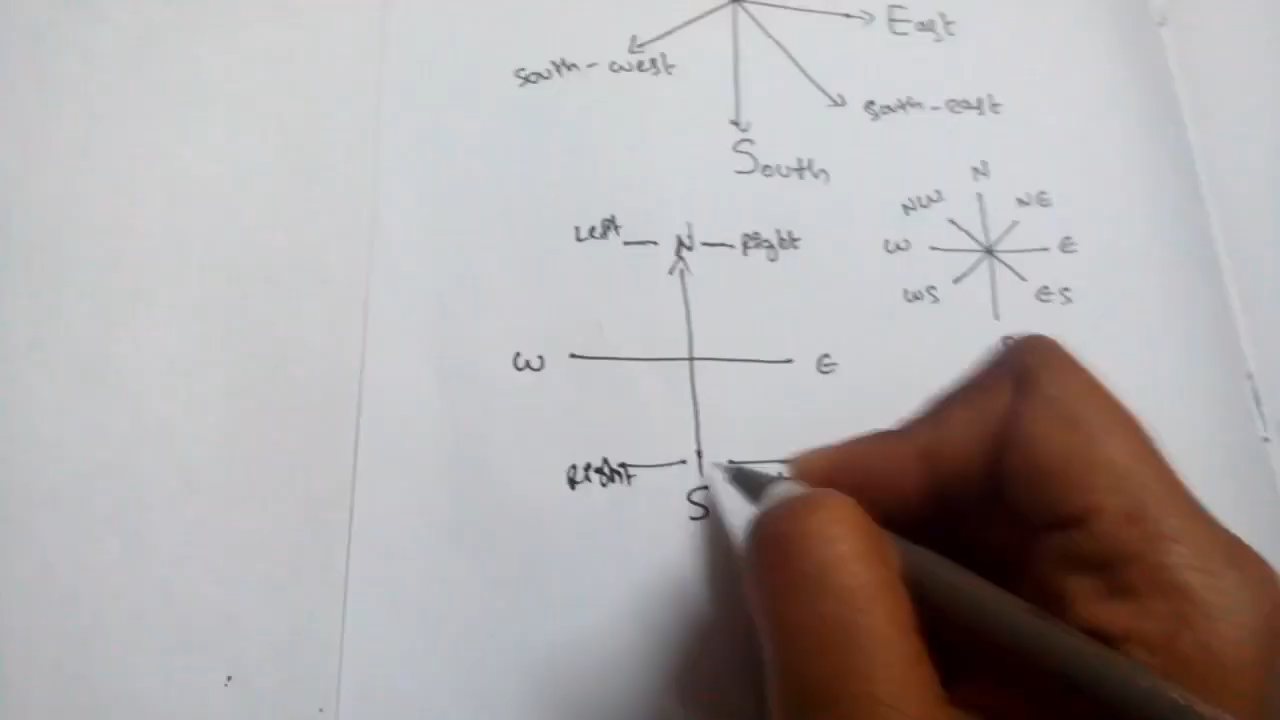 East
South-west
South-east
South
N
NW NE
W E
WS ES
Left N Right
W E
Right
S